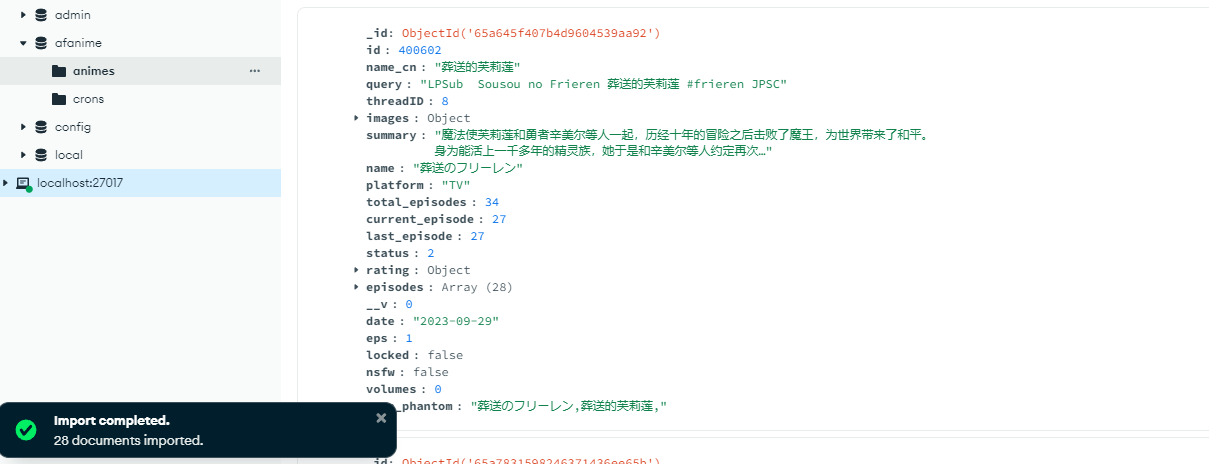 admin
afanime
animes
crons
config
local
localhost:27017
_id: ObjectId('65a645f407b4d9604539aa92')
id : 400602
name_cn : "葬送的芙莉莲"
query : "LPSub  Sousou no Frieren 葬送的芙莉莲 #frieren JPSC"
threadID : 8
images : Object
summary : "魔法使芙莉莲和勇者辛美尔等人一起，历经十年的冒险之后击败了魔王，为世界带来了和平。
身为能活上一千多年的精灵族，她于是和辛美尔等人约定再次…"
name : "葬送のフリーレン"
platform : "TV"
total_episodes : 34
current_episode : 27
last_episode : 27
status : 2
rating : Object
episodes : Array (28)
__v : 0
date : "2023-09-29"
eps : 1
locked : false
nsfw : false
volumes : 0
_phantom : "葬送のフリーレン,葬送的芙莉莲,"
Import completed.
28 documents imported.